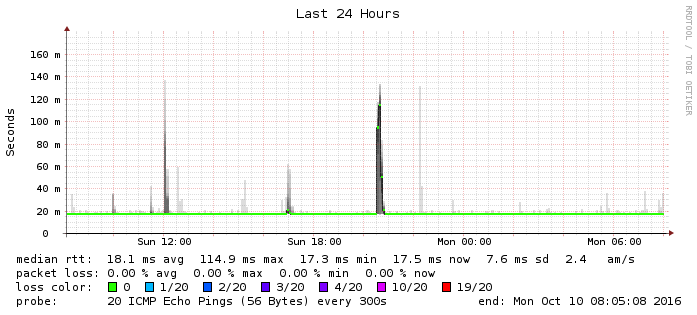 Last 24 Hours
RRDTOOL / TOBI OETIKER
Seconds
160 m
140 m
120 m
100 m
80 m
60 m
40 m
20 m
0
Sun 12:00 Sun 18:00 Mon 00:00 Mon 06:00
median rtt: 18.1 ms avg 114.9 ms max 17.3 ms min 17.5 ms now 7.6 ms sd 2.4 am/s
packet loss: 0.00 % avg 0.00 % max 0.00 % min 0.00 % now
loss color: 0 1/20 2/20 3/20 4/20 10/20 19/20
probe: 20 ICMP Echo Pings (56 Bytes) every 300s end: Mon Oct 10 08:05:08 2016